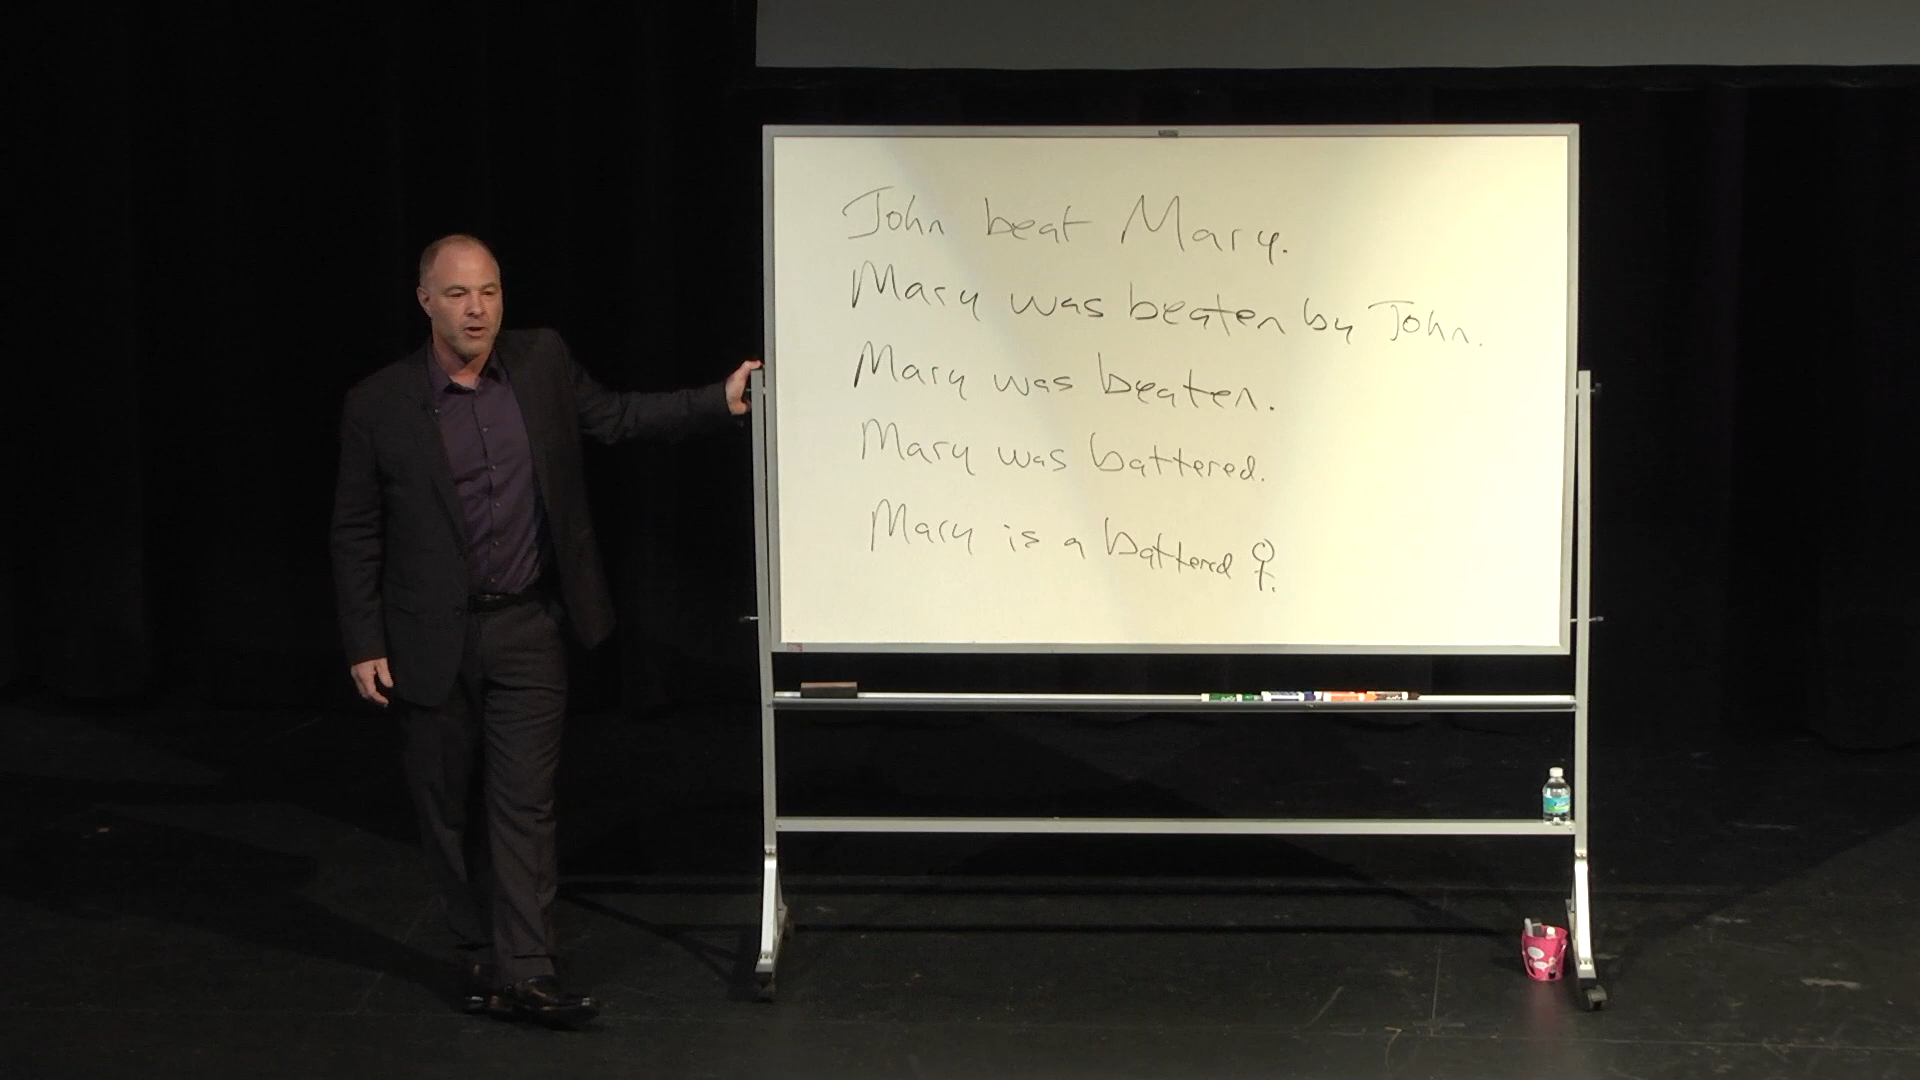 John beat Mary.
Mary was beaten by John.
Mary was beaten.
Mary was battered.
Mary is a battered ♀.